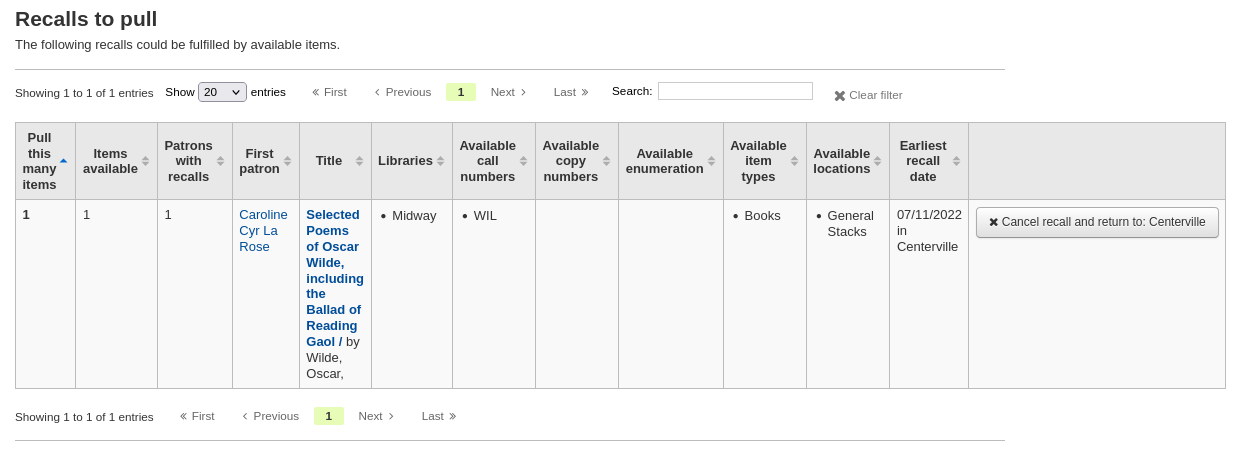 Recalls to pull
The following recalls could be fulfilled by available items.
Showing 1 to 1 of 1 entries Show 20 entries First Previous 1 Next Last Search: Clear filter
Pull this many items
Items available
Patrons with recalls
First patron
Title
Libraries
Available call numbers
Available copy numbers
Available enumeration
Available item types
Available locations
Earliest recall date
1
1
1
Caroline
Cyr La
Rose
Selected
Poems
of Oscar
Wilde,
including
the
Ballad of
Reading
Gaol / by
Wilde,
Oscar,
• Midway
• WIL
• Books
• General
Stacks
07/11/2022
in
Centerville
✖ Cancel recall and return to: Centerville
Showing 1 to 1 of 1 entries First Previous 1 Next Last